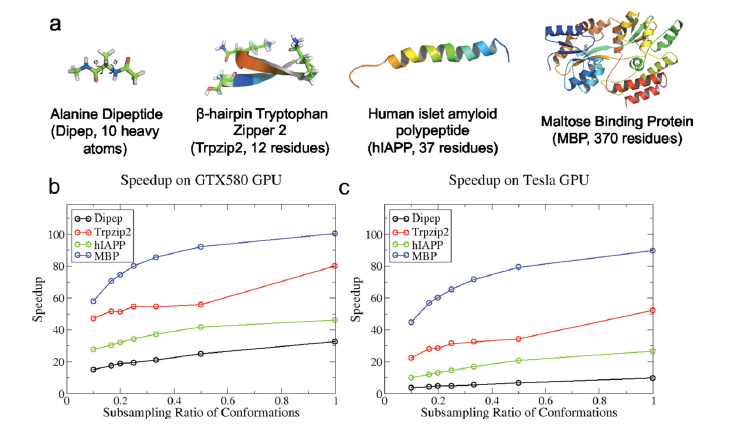 a
Alanine Dipeptide
(Dipep, 10 heavy
atoms)
β-hairpin Tryptophan
Zipper 2
(Trpzip2, 12 residues)
Human islet amyloid
polypeptide
(hIAPP, 37 residues)
Maltose Binding Protein
(MBP, 370 residues)
b
Speedup on GTX580 GPU
Dipep
Trpzip2
hIAPP
MBP
100
80
60
40
20
0
Speedup
0
0.2
0.4
0.6
0.8
1
Subsampling Ratio of Conformations
c
Speedup on Tesla GPU
Dipep
Trpzip2
hIAPP
MBP
100
80
60
40
20
0
Speedup
0
0.2
0.4
0.6
0.8
1
Subsampling Ratio of Conformations